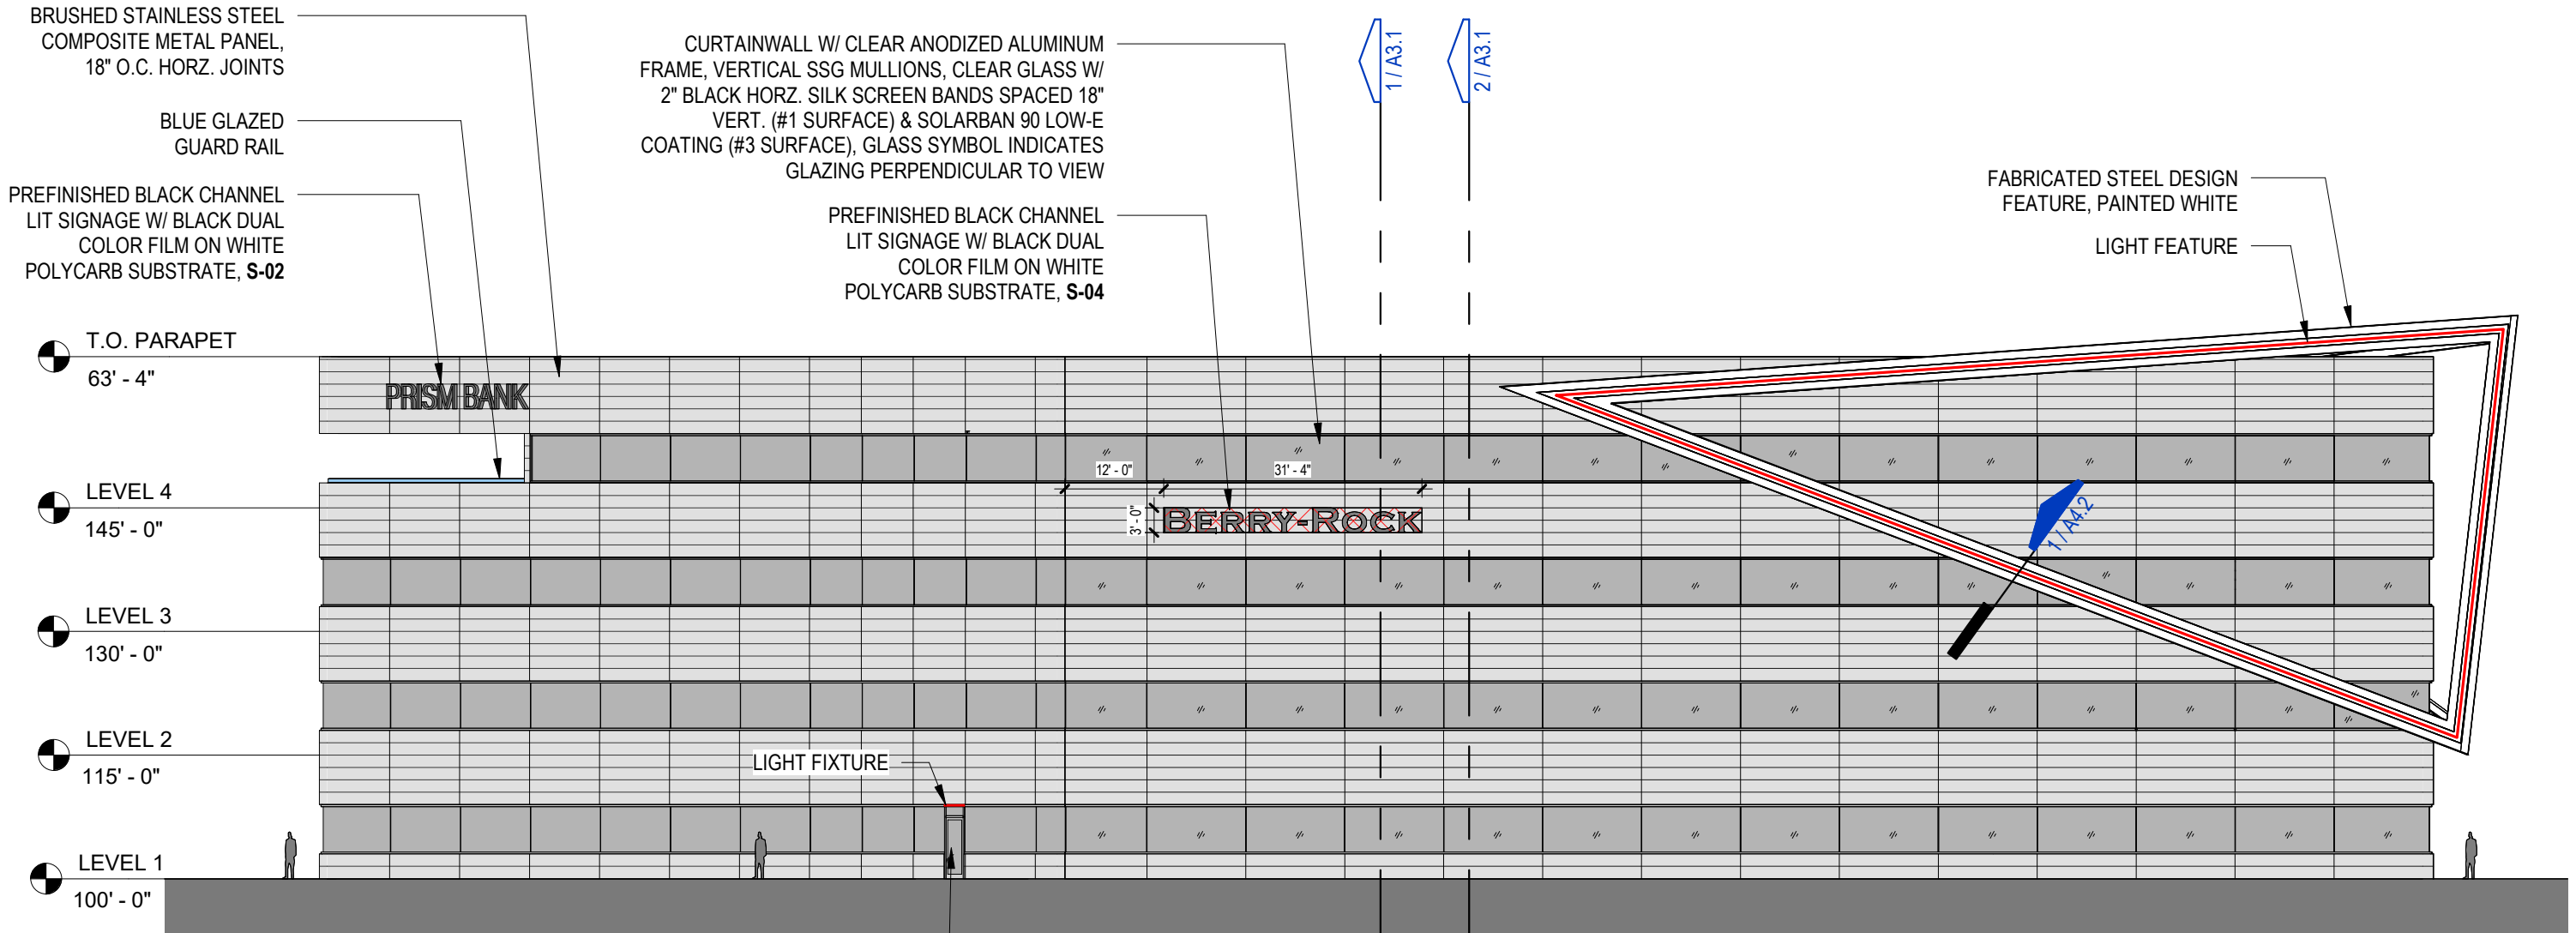 BRUSHED STAINLESS STEEL
COMPOSITE METAL PANEL,
18" O.C. HORZ. JOINTS
BLUE GLAZED
GUARD RAIL
PREFINISHED BLACK CHANNEL
LIT SIGNAGE W/ BLACK DUAL
COLOR FILM ON WHITE
POLYCARB SUBSTRATE, S-02
CURTAINWALL W/ CLEAR ANODIZED ALUMINUM
FRAME, VERTICAL SSG MULLIONS, CLEAR GLASS W/
2" BLACK HORZ. SILK SCREEN BANDS SPACED 18"
VERT. (#1 SURFACE) & SOLARBAN 90 LOW-E
COATING (#3 SURFACE), GLASS SYMBOL INDICATES
GLAZING PERPENDICULAR TO VIEW
PREFINISHED BLACK CHANNEL
LIT SIGNAGE W/ BLACK DUAL
COLOR FILM ON WHITE
POLYCARB SUBSTRATE, S-04
1 / A3.1
2 / A3.1
FABRICATED STEEL DESIGN
FEATURE, PAINTED WHITE
LIGHT FEATURE
T.O. PARAPET
63' - 4"
PRISM BANK
LEVEL 4
145' - 0"
12' - 0"
31' - 4"
3' - 0"
BERRY-ROCK
1 / A4.2
LEVEL 3
130' - 0"
LEVEL 2
115' - 0"
LIGHT FIXTURE
LEVEL 1
100' - 0"